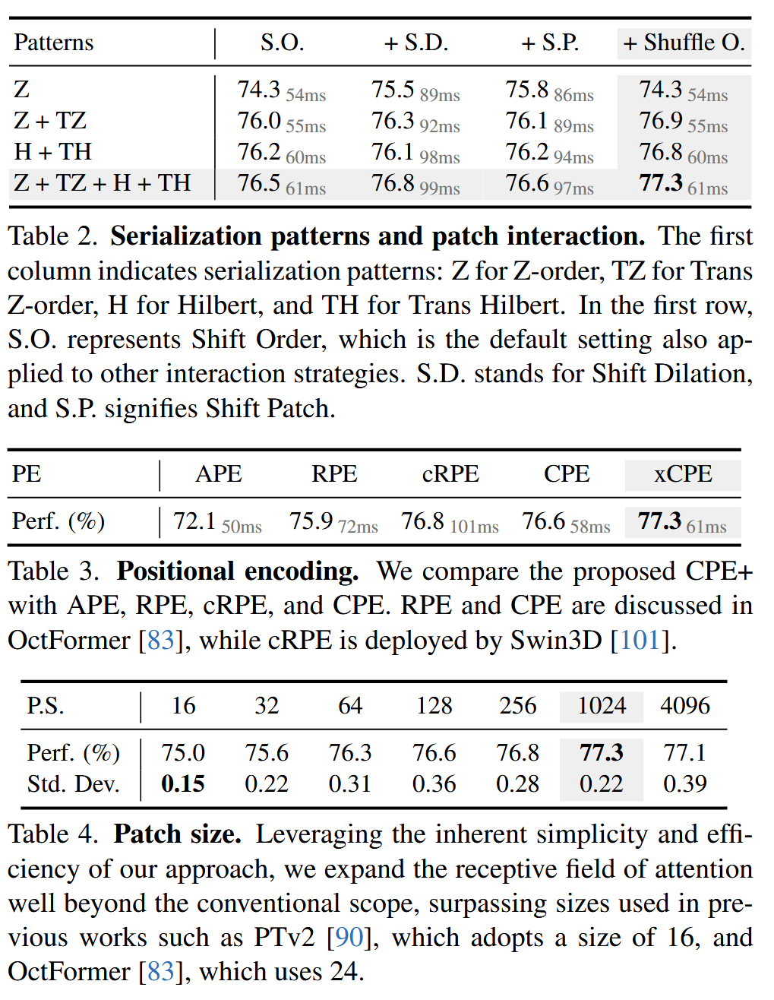 Patterns S.O. + S.D. + S.P. + Shuffle O.
Z 74.3 54ms 75.5 89ms 75.8 86ms 74.3 54ms
Z + TZ 76.0 55ms 76.3 92ms 76.1 89ms 76.9 55ms
H + TH 76.2 60ms 76.1 98ms 76.2 94ms 76.8 60ms
Z + TZ + H + TH 76.5 61ms 76.8 99ms 76.6 97ms 77.3 61ms
Table 2. Serialization patterns and patch interaction. The first
column indicates serialization patterns: Z for Z-order, TZ for Trans
Z-order, H for Hilbert, and TH for Trans Hilbert. In the first row,
S.O. represents Shift Order, which is the default setting also ap-
plied to other interaction strategies. S.D. stands for Shift Dilation,
and S.P. signifies Shift Patch.
PE APE RPE cRPE CPE xCPE
Perf. (%) 72.1 50ms 75.9 72ms 76.8 101ms 76.6 58ms 77.3 61ms
Table 3. Positional encoding. We compare the proposed CPE+
with APE, RPE, cRPE, and CPE. RPE and CPE are discussed in
OctFormer [83], while cRPE is deployed by Swin3D [101].
P.S. 16 32 64 128 256 1024 4096
Perf. (%) 75.0 75.6 76.3 76.6 76.8 77.3 77.1
Std. Dev. 0.15 0.22 0.31 0.36 0.28 0.22 0.39
Table 4. Patch size. Leveraging the inherent simplicity and effi-
ciency of our approach, we expand the receptive field of attention
well beyond the conventional scope, surpassing sizes used in pre-
vious works such as PTv2 [90], which adopts a size of 16, and
OctFormer [83], which uses 24.